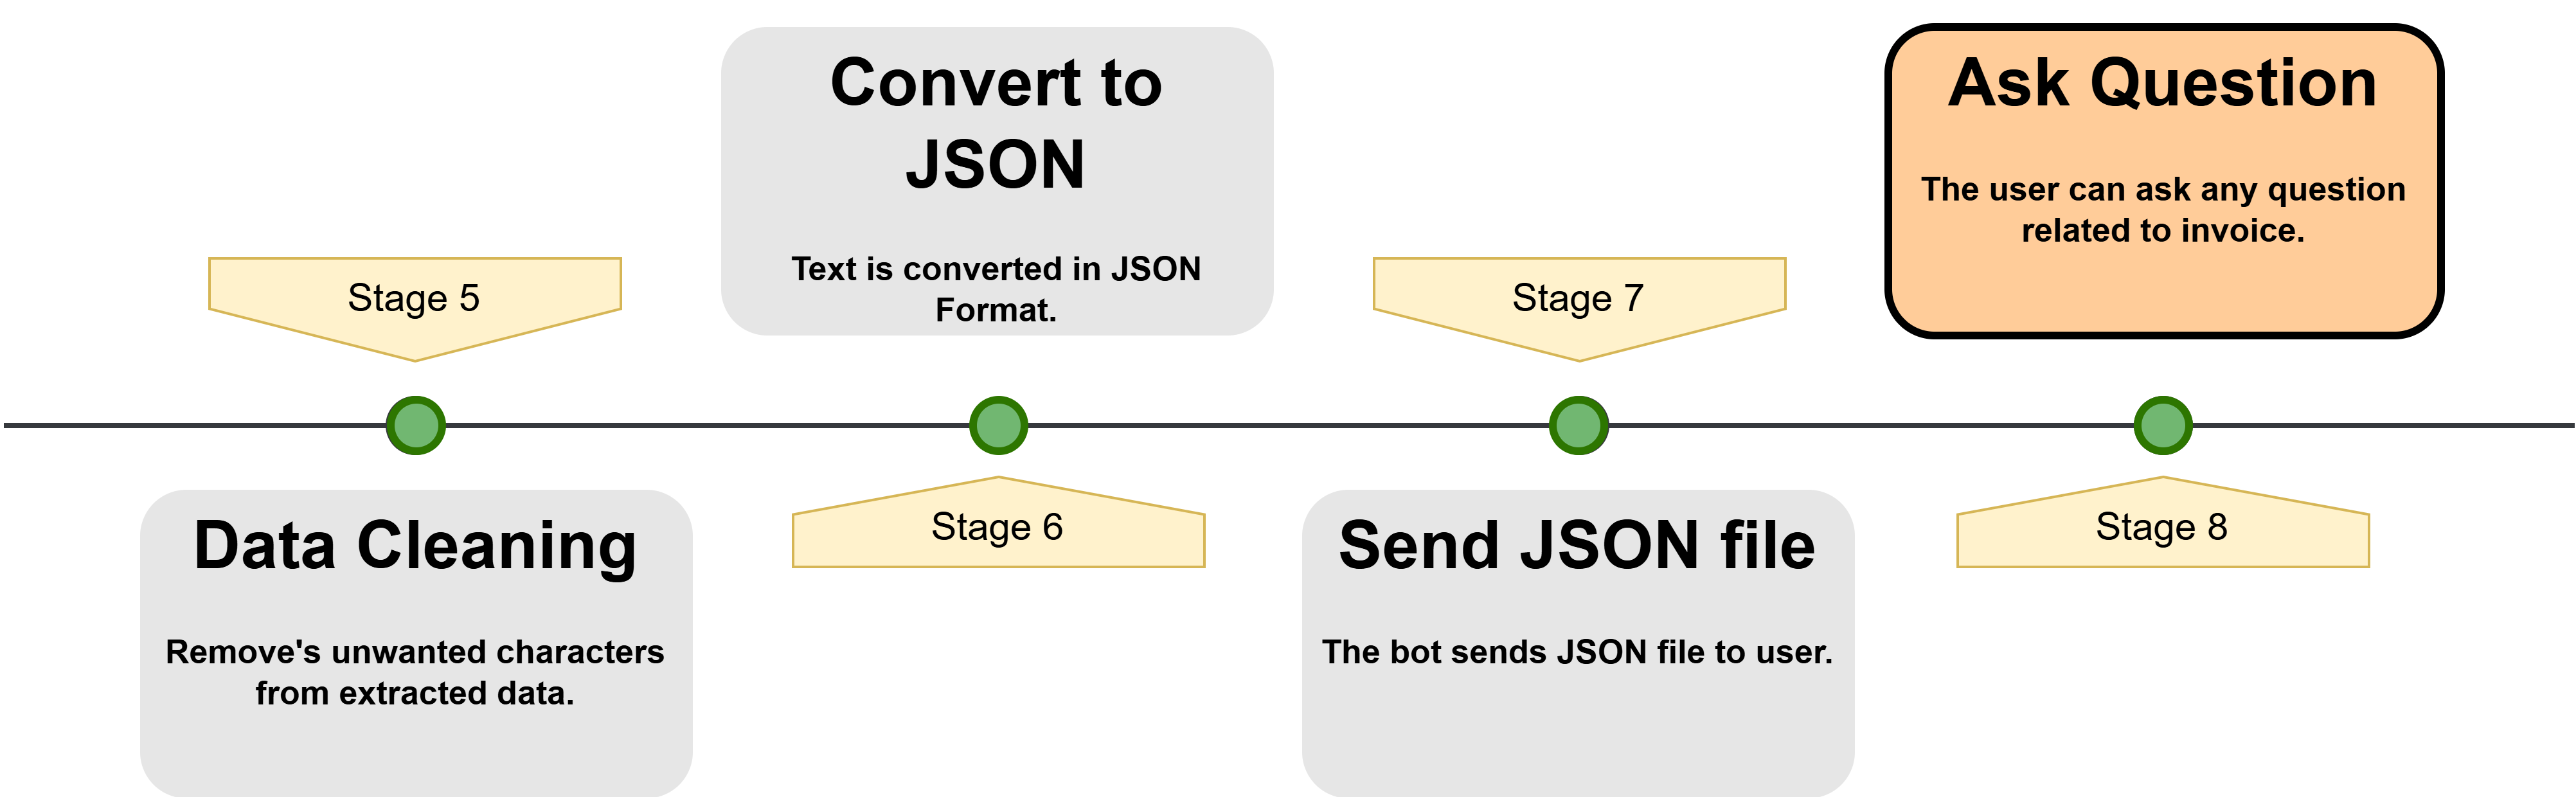 Stage 5
Data Cleaning
Remove's unwanted characters
from extracted data.
Convert to
JSON
Text is converted in JSON
Format.
Stage 6
Stage 7
Send JSON file
The bot sends JSON file to user.
Ask Question
The user can ask any question
related to invoice.
Stage 8